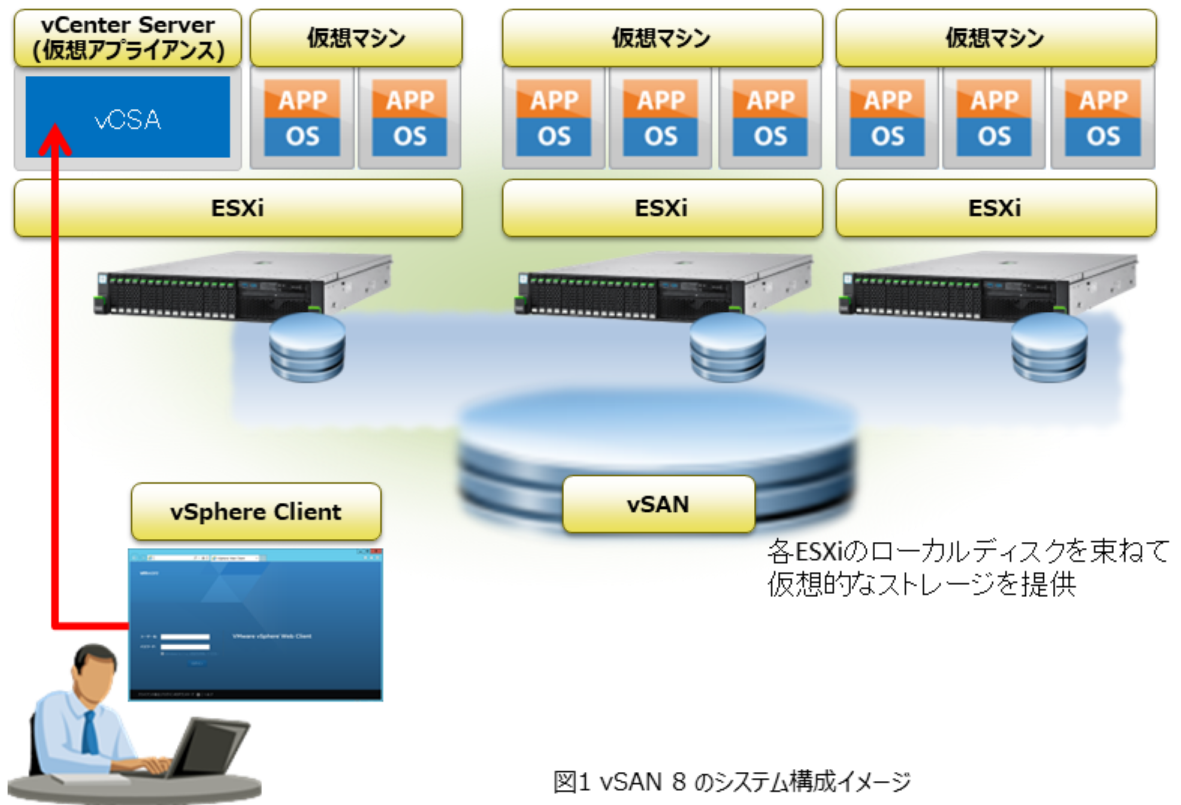 vCenter Server
(仮想アプライアンス)
仮想マシン
仮想マシン
仮想マシン
vCSA
APP
OS
APP
OS
APP
OS
APP
OS
APP
OS
APP
OS
APP
OS
APP
OS
ESXi
ESXi
ESXi
vSAN
vSphere Client
各ESXiのローカルディスクを束ねて
仮想的なストレージを提供
VMware vSphere Web Client
図1 vSAN 8 のシステム構成イメージ